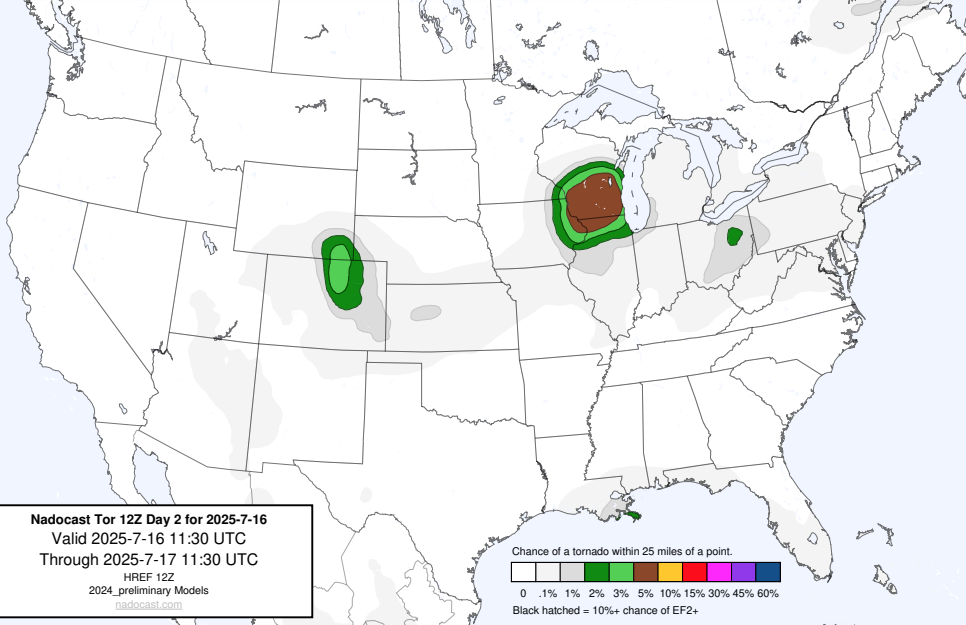 Nadocast Tor 12Z Day 2 for 2025-7-16
Valid 2025-7-16 11:30 UTC
Through 2025-7-17 11:30 UTC
HREF 12Z
2024_preliminary Models
nadocast.com
Chance of a tornado within 25 miles of a point.
0 .1% 1% 2% 3% 5% 10% 15% 30% 45% 60%
Black hatched = 10%+ chance of EF2+